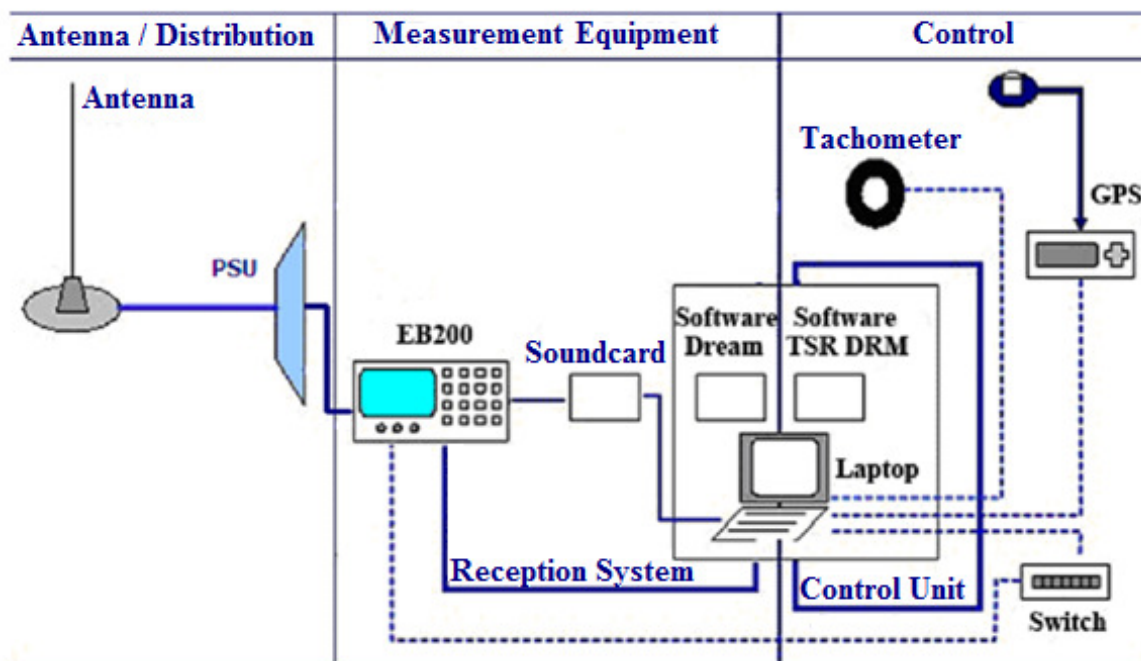 Antenna / Distribution
Measurement Equipment
Control
Antenna
Tachometer
GPS
PSU
EB200
Soundcard
Software
Dream
Software
TSR DRM
Laptop
Reception System
Control Unit
Switch